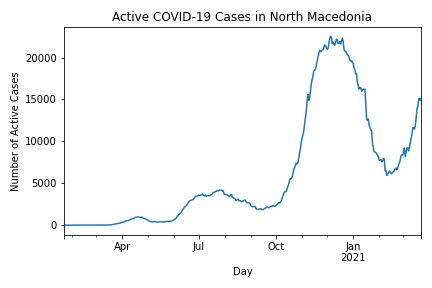 Active COVID-19 Cases in North Macedonia
Number of Active Cases
20000
15000
10000
5000
0
Apr
Jul
Oct
Jan
2021
Day